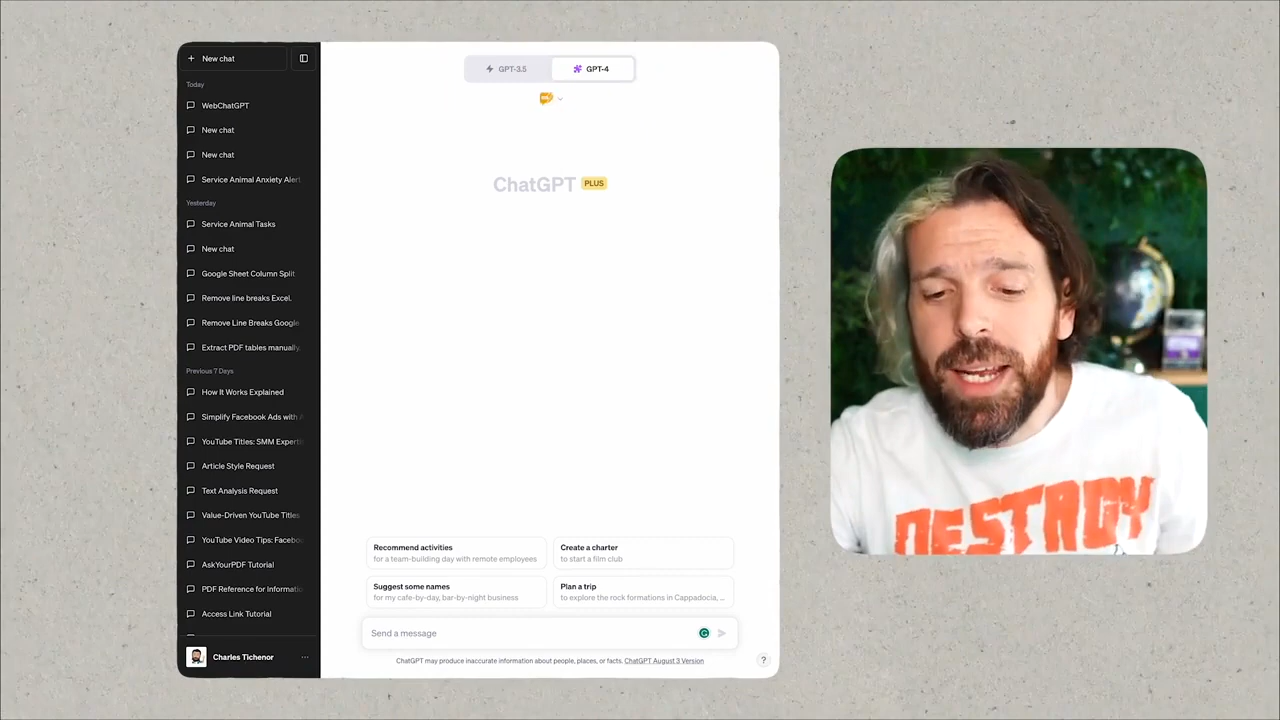 New chat
Today
WebChatGPT
New chat
New chat
Service Animal Anxiety Alert
Yesterday
Service Animal Tasks
New chat
Google Sheet Column Split
Remove line breaks Excel.
Remove Line Breaks Google
Extract PDF tables manually.
Previous 7 Days
How It Works Explained
Simplify Facebook Ads with
YouTube Titles: SMM Experti
Article Style Request
Text Analysis Request
Value-Driven YouTube Titles
YouTube Video Tips: Facebo
AskYourPDF Tutorial
PDF Reference for Informati
Access Link Tutorial
Charles Tichenor
GPT-3.5 GPT-4
ChatGPT PLUS
Recommend activities
for a team-building day with remote employees
Create a charter
to start a film club
Suggest some names
for my cafe-by-day, bar-by-night business
Plan a trip
to explore the rock formations in Cappadocia, ...
Send a message
ChatGPT may produce inaccurate information about people, places, or facts. ChatGPT August 3 Version
?
DESTROY